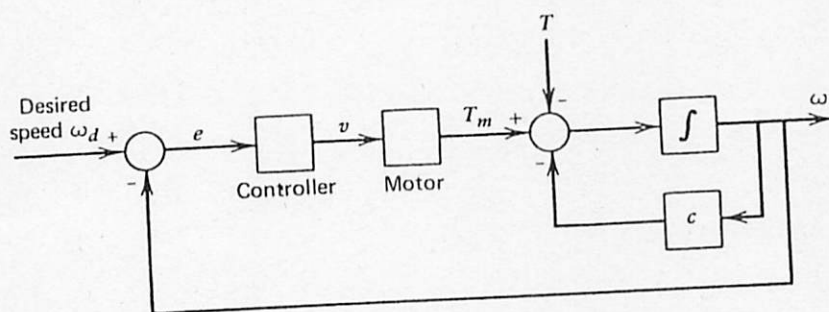 T
Desired
speed ω_d +
e
v
T_m +
-
-
∫
ω
-
Controller
Motor
c